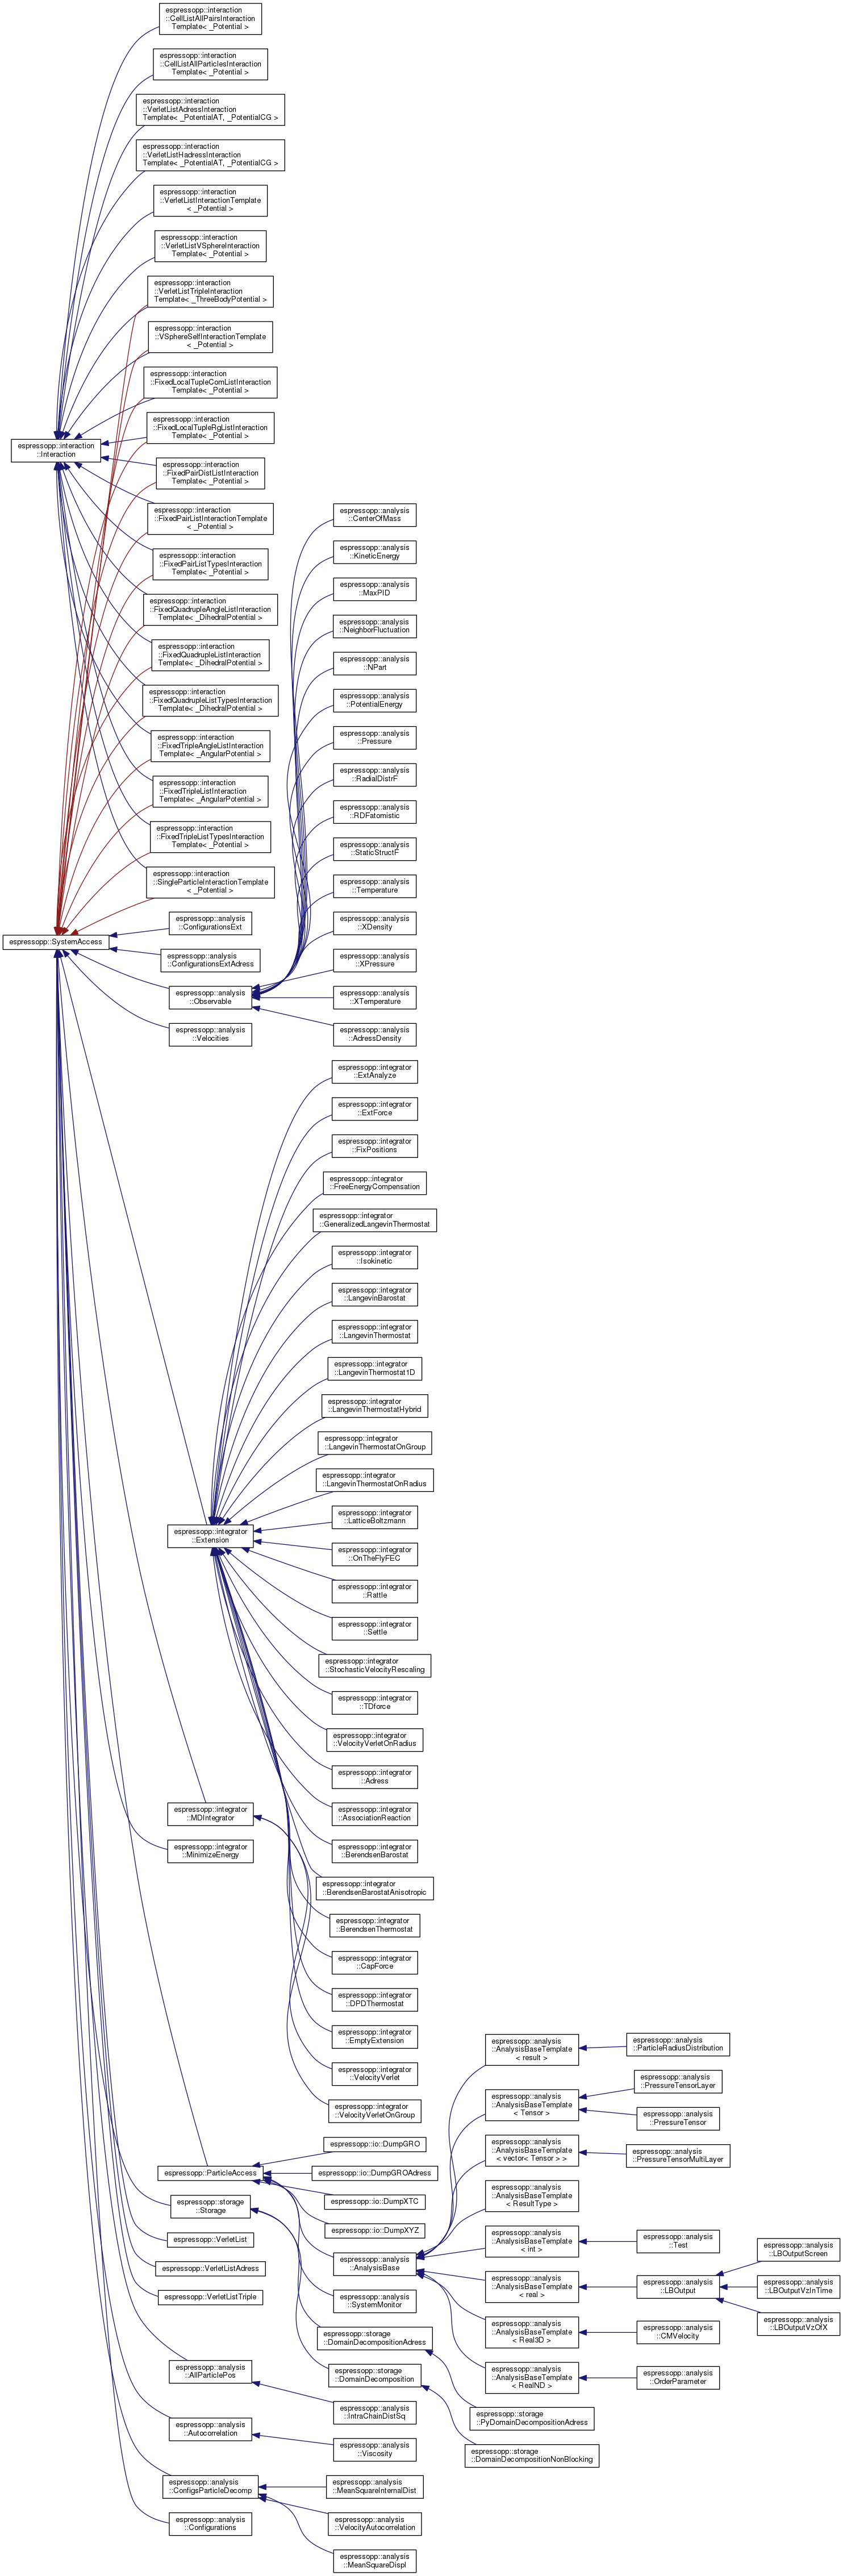 espressopp::interaction
::CellListAllPairsInteraction
Template< _Potential >
espressopp::interaction
::CellListAllParticlesInteraction
Template< _Potential >
espressopp::interaction
::VerletListAdressInteraction
Template< _PotentialAT, _PotentialCG >
espressopp::interaction
::VerletListHadressInteraction
Template< _PotentialAT, _PotentialCG >
espressopp::interaction
::VerletListInteractionTemplate
< _Potential >
espressopp::interaction
::VerletListVSphereInteraction
Template< _Potential >
espressopp::interaction
::VerletListTripleInteraction
Template< _ThreeBodyPotential >
espressopp::interaction
::VSphereSelfInteractionTemplate
< _Potential >
espressopp::interaction
::FixedLocalTupleComListInteraction
Template< _Potential >
espressopp::interaction
::FixedLocalTupleRgListInteraction
Template< _Potential >
espressopp::interaction
::Interaction
espressopp::interaction
::FixedPairDistListInteraction
Template< _Potential >
espressopp::interaction
::FixedPairListInteractionTemplate
< _Potential >
espressopp::interaction
::FixedPairListTypesInteraction
Template< _Potential >
espressopp::interaction
::FixedQuadrupleAngleListInteraction
Template< _DihedralPotential >
espressopp::interaction
::FixedQuadrupleListInteraction
Template< _DihedralPotential >
espressopp::interaction
::FixedQuadrupleListTypesInteraction
Template< _DihedralPotential >
espressopp::interaction
::FixedTripleAngleListInteraction
Template< _AngularPotential >
espressopp::interaction
::FixedTripleListInteraction
Template< _AngularPotential >
espressopp::interaction
::FixedTripleListTypesInteraction
Template< _Potential >
espressopp::interaction
::SingleParticleInteractionTemplate
< _Potential >
espressopp::SystemAccess
espressopp::analysis
::ConfigurationsExt
espressopp::analysis
::ConfigurationsExtAdress
espressopp::analysis
::Observable
espressopp::analysis
::Velocities
espressopp::analysis
::CenterOfMass
espressopp::analysis
::KineticEnergy
espressopp::analysis
::MaxPID
espressopp::analysis
::NeighborFluctuation
espressopp::analysis
::NPart
espressopp::analysis
::PotentialEnergy
espressopp::analysis
::Pressure
espressopp::analysis
::RadialDistrF
espressopp::analysis
::RDFatomistic
espressopp::analysis
::StaticStructF
espressopp::analysis
::Temperature
espressopp::analysis
::XDensity
espressopp::analysis
::XPressure
espressopp::analysis
::XTemperature
espressopp::analysis
::AdressDensity
espressopp::integrator
::ExtAnalyze
espressopp::integrator
::ExtForce
espressopp::integrator
::FixPositions
espressopp::integrator
::FreeEnergyCompensation
espressopp::integrator
::GeneralizedLangevinThermostat
espressopp::integrator
::Isokinetic
espressopp::integrator
::LangevinBarostat
espressopp::integrator
::LangevinThermostat
espressopp::integrator
::LangevinThermostat1D
espressopp::integrator
::LangevinThermostatHybrid
espressopp::integrator
::LangevinThermostatOnGroup
espressopp::integrator
::LangevinThermostatOnRadius
espressopp::integrator
::LatticeBoltzmann
espressopp::integrator
::Extension
espressopp::integrator
::OnTheFlyFEC
espressopp::integrator
::Rattle
espressopp::integrator
::Settle
espressopp::integrator
::StochasticVelocityRescaling
espressopp::integrator
::TDforce
espressopp::integrator
::VelocityVerletOnRadius
espressopp::integrator
::Adress
espressopp::integrator
::AssociationReaction
espressopp::integrator
::BerendsenBarostat
espressopp::integrator
::BerendsenBarostatAnisotropic
espressopp::integrator
::BerendsenThermostat
espressopp::integrator
::CapForce
espressopp::integrator
::DPDThermostat
espressopp::integrator
::EmptyExtension
espressopp::integrator
::VelocityVerlet
espressopp::integrator
::VelocityVerletOnGroup
espressopp::integrator
::MDIntegrator
espressopp::integrator
::MinimizeEnergy
espressopp::ParticleAccess
espressopp::storage
::Storage
espressopp::VerletList
espressopp::VerletListAdress
espressopp::VerletListTriple
espressopp::analysis
::AllParticlePos
espressopp::analysis
::Autocorrelation
espressopp::analysis
::ConfigsParticleDecomp
espressopp::analysis
::Configurations
espressopp::io::DumpGRO
espressopp::io::DumpGROAdress
espressopp::io::DumpXTC
espressopp::io::DumpXYZ
espressopp::analysis
::AnalysisBase
espressopp::analysis
::SystemMonitor
espressopp::storage
::DomainDecompositionAdress
espressopp::storage
::DomainDecomposition
espressopp::analysis
::IntraChainDistSq
espressopp::analysis
::Viscosity
espressopp::analysis
::MeanSquareInternalDist
espressopp::analysis
::VelocityAutocorrelation
espressopp::analysis
::MeanSquareDispl
espressopp::analysis
::AnalysisBaseTemplate
< result >
espressopp::analysis
::AnalysisBaseTemplate
< Tensor >
espressopp::analysis
::AnalysisBaseTemplate
< vector< Tensor > >
espressopp::analysis
::AnalysisBaseTemplate
< ResultType >
espressopp::analysis
::AnalysisBaseTemplate
< int >
espressopp::analysis
::AnalysisBaseTemplate
< real >
espressopp::analysis
::AnalysisBaseTemplate
< Real3D >
espressopp::analysis
::AnalysisBaseTemplate
< RealND >
espressopp::storage
::PyDomainDecompositionAdress
espressopp::storage
::DomainDecompositionNonBlocking
espressopp::analysis
::ParticleRadiusDistribution
espressopp::analysis
::PressureTensorLayer
espressopp::analysis
::PressureTensor
espressopp::analysis
::PressureTensorMultiLayer
espressopp::analysis
::Test
espressopp::analysis
::LBOutput
espressopp::analysis
::CMVelocity
espressopp::analysis
::OrderParameter
espressopp::analysis
::LBOutputScreen
espressopp::analysis
::LBOutputVzInTime
espressopp::analysis
::LBOutputVzOfX